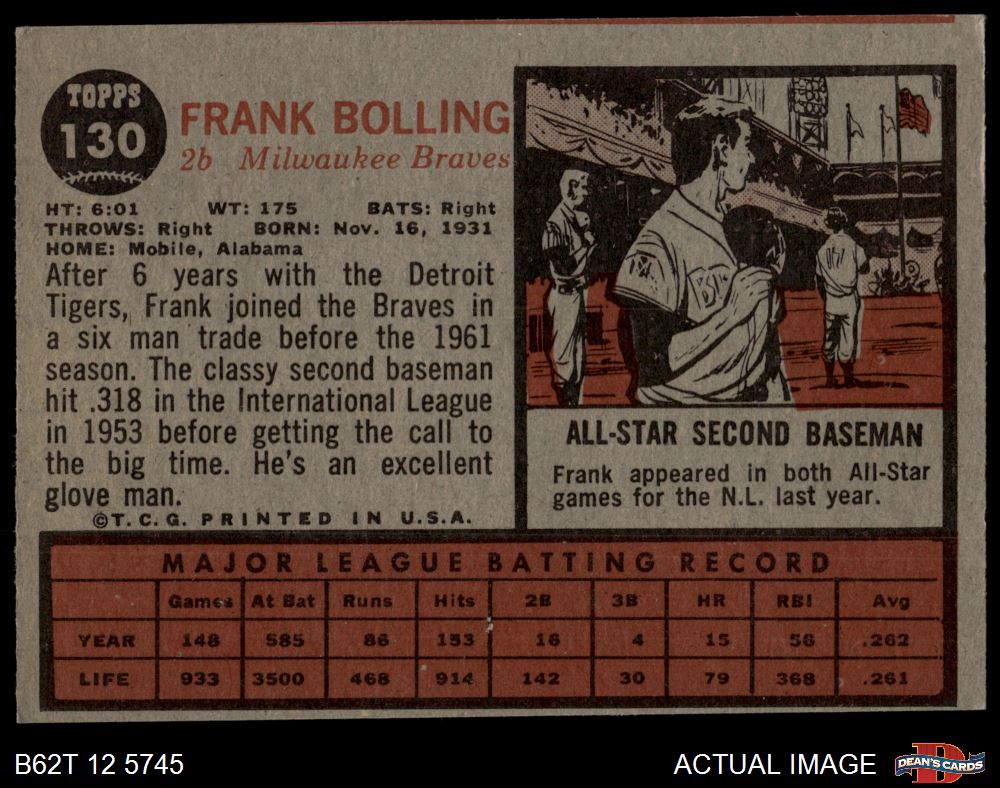 TOPPS
130
FRANK BOLLING
2b Milwaukee Braves
HT: 6:01 WT: 175 BATS: Right
THROWS: Right BORN: Nov. 16, 1931
HOME: Mobile, Alabama
After 6 years with the Detroit
Tigers, Frank joined the Braves in
a six man trade before the 1961
season. The classy second baseman
hit .318 in the International League
in 1953 before getting the call to
the big time. He's an excellent
glove man.
©T.C.G. PRINTED IN U.S.A.
ALL-STAR SECOND BASEMAN
Frank appeared in both All-Star
games for the N.L. last year.
MAJOR LEAGUE BATTING RECORD
Games At Bat Runs Hits 2B 3B HR RBI Avg
YEAR 148 585 86 153 16 4 15 56 .262
LIFE 933 3500 468 914 142 30 79 368 .261
B62T 12 5745
ACTUAL IMAGE
DEAN'S CARDS